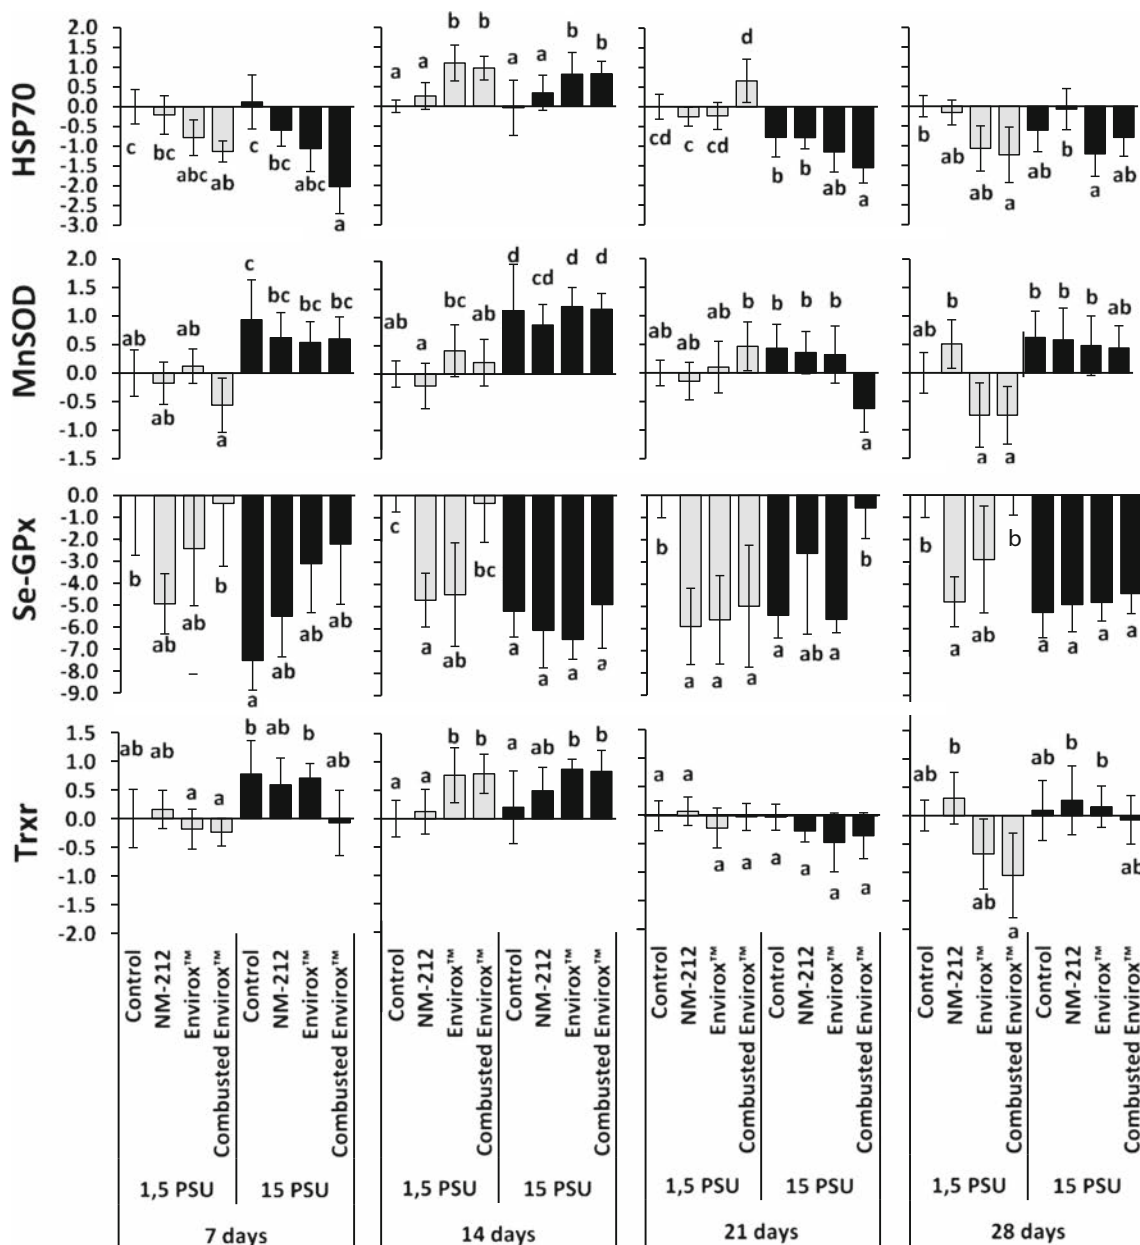 HSP70
2.0
1.5
1.0
0.5
0.0
-0.5
-1.0
-1.5
-2.0
-2.5
-3.0
c bc abc ab c bc abc a
a a b b a a b b
cd c cd d b b ab a
b ab ab a ab b a ab
MnSOD
2.0
1.5
1.0
0.5
0.0
-0.5
-1.0
-1.5
ab ab ab a c bc bc bc
ab a bc ab d cd d d
ab ab ab b b b b a
ab b a a b b b ab
Se-GPx
0.0
-1.0
-2.0
-3.0
-4.0
-5.0
-6.0
-7.0
-8.0
-9.0
b ab ab b a ab ab ab
c a ab bc a a a a
b a a a a ab a b
b a ab b a a a a
Trxr
1.5
1.0
0.5
0.0
-0.5
-1.0
-1.5
-2.0
ab ab a a b ab b ab
a a b b a ab b b
a a a a a a a a
ab b ab a ab b b ab
Control
NM-212
Envirox™
Combusted Envirox™
Control
NM-212
Envirox™
Combusted Envirox™
Control
NM-212
Envirox™
Combusted Envirox™
Control
NM-212
Envirox™
Combusted Envirox™
Control
NM-212
Envirox™
Combusted Envirox™
Control
NM-212
Envirox™
Combusted Envirox™
Control
NM-212
Envirox™
Combusted Envirox™
Control
NM-212
Envirox™
Combusted Envirox™
1,5 PSU 15 PSU 1,5 PSU 15 PSU 1,5 PSU 15 PSU 1,5 PSU 15 PSU
7 days 14 days 21 days 28 days